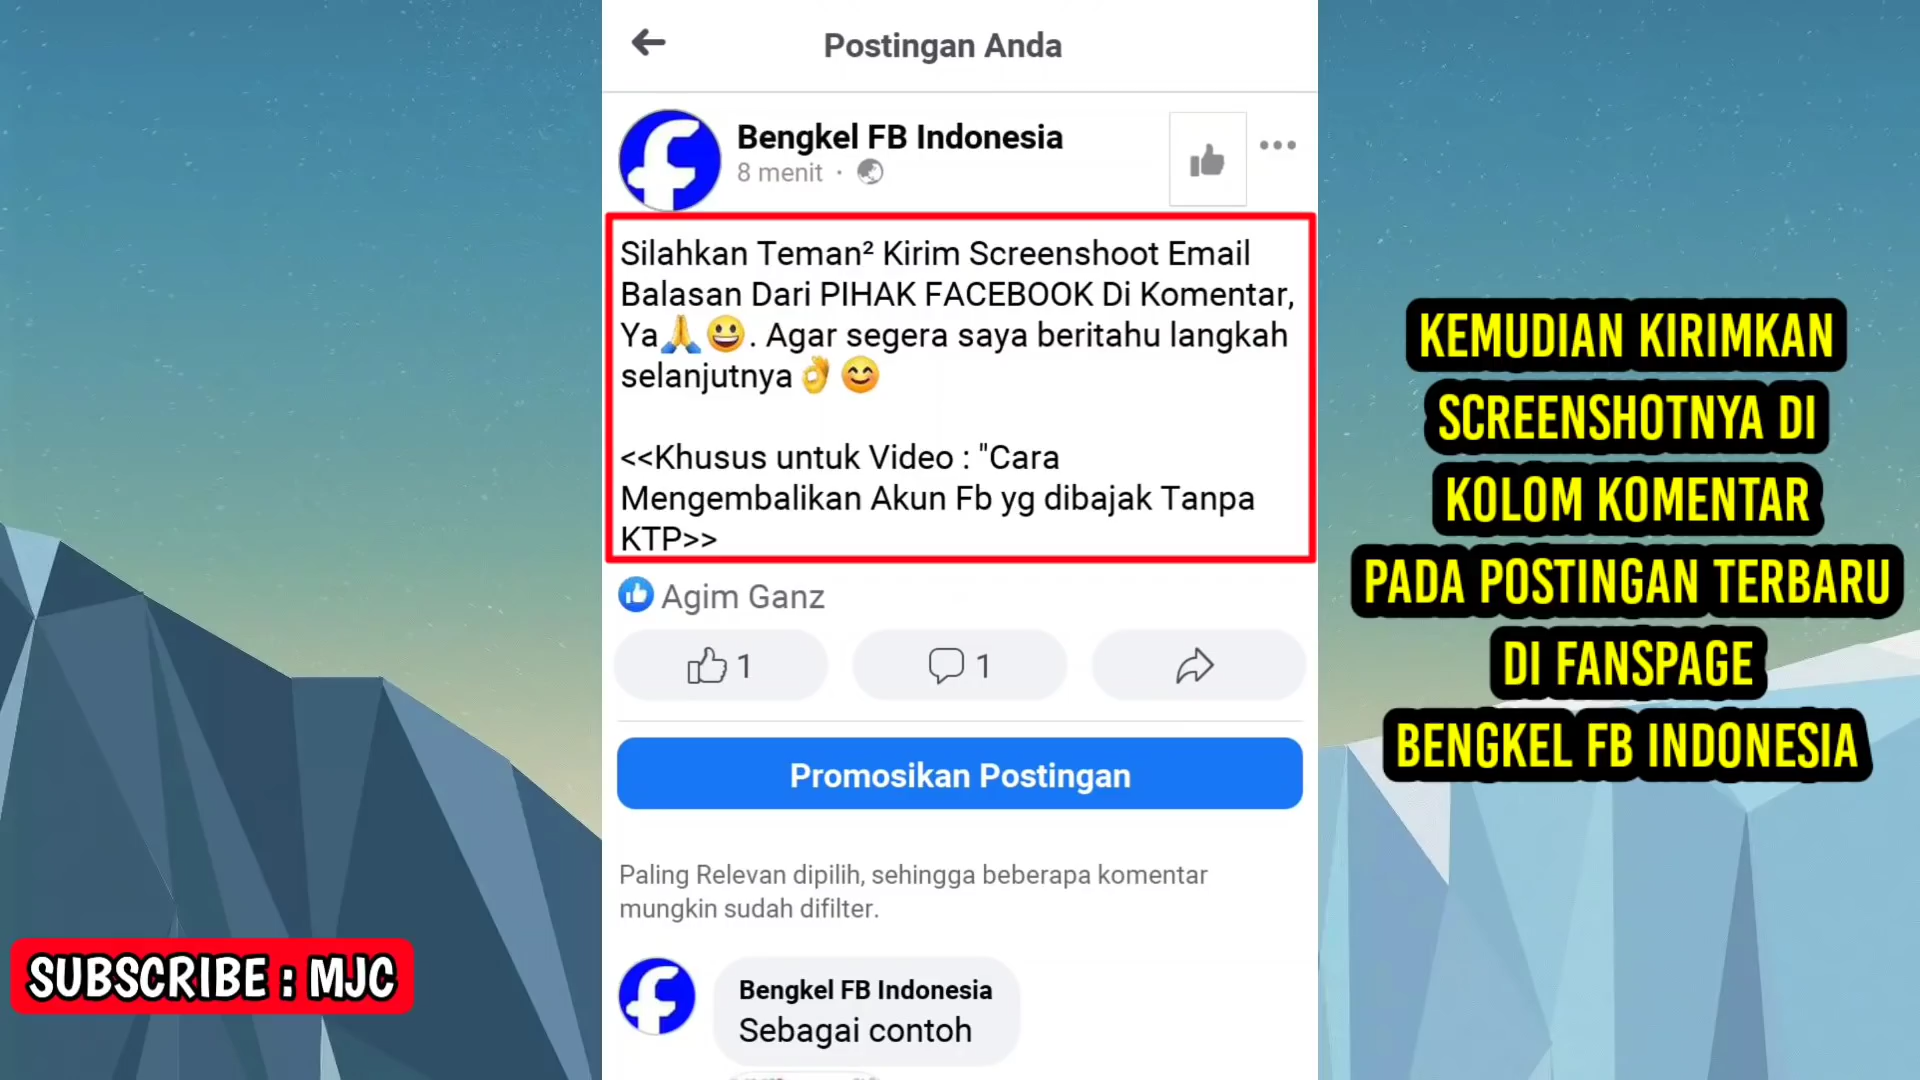 Postingan Anda
Bengkel FB Indonesia
8 menit ·
Silahkan Teman² Kirim Screenshoot Email
Balasan Dari PIHAK FACEBOOK Di Komentar,
Ya🙏😀. Agar segera saya beritahu langkah
selanjutnya👌😊
<<Khusus untuk Video : "Cara
Mengembalikan Akun Fb yg dibajak Tanpa
KTP>>
Agim Ganz
1
1
Promosikan Postingan
Paling Relevan dipilih, sehingga beberapa komentar
mungkin sudah difilter.
Bengkel FB Indonesia
Sebagai contoh
KEMUDIAN KIRIMKAN
SCREENSHOTNYA DI
KOLOM KOMENTAR
PADA POSTINGAN TERBARU
DI FANSPAGE
BENGKEL FB INDONESIA
SUBSCRIBE : MJC